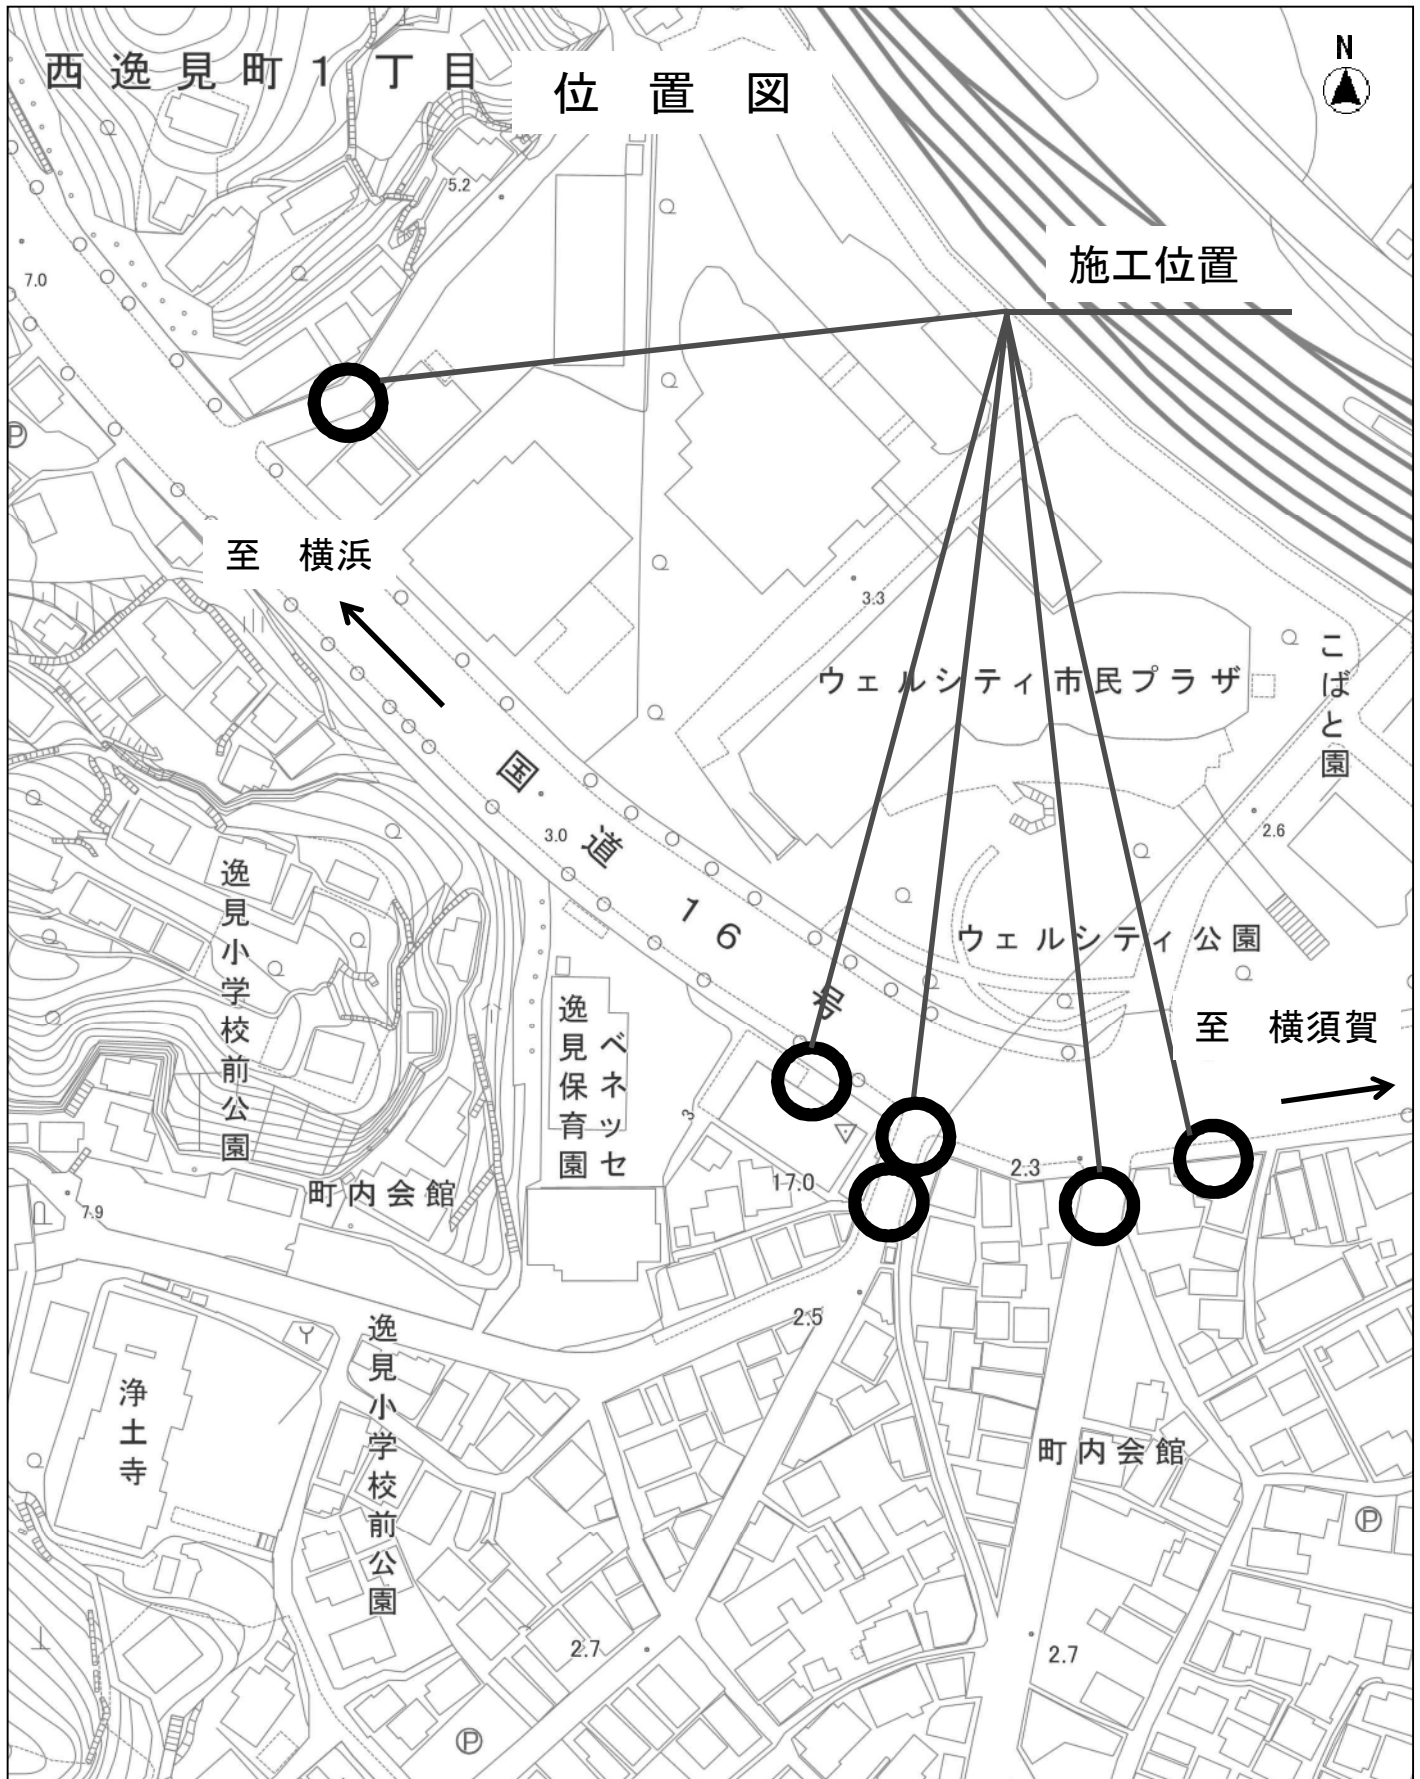 西逸見町1丁目
位置図
N
施工位置
5.2
7.0
P
至 横浜
3.3
ウェルシティ市民プラザ
こばと園
国道16号
3.0
2.6
逸見小学校前公園
ウェルシティ公園
逸見保育園
ベネッセ
至 横須賀
3
17.0
2.3
町内会館
7.9
2.5
逸見小学校前公園
浄土寺
町内会館
P
2.7
2.7
P